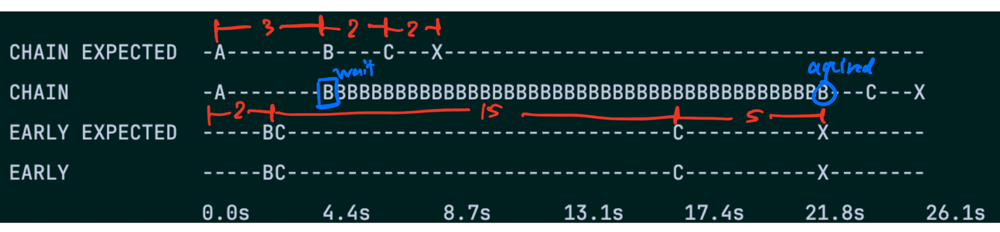 3 2 2
CHAIN EXPECTED -A--------B----C---X----------------------------------------
wait aquired
CHAIN -A--------BBBBBBBBBBBBBBBBBBBBBBBBBBBBBBBBBBBBBBBBBB---C---X
2 15 5
EARLY EXPECTED -----BC--------------------------------C-----------X--------
EARLY -----BC--------------------------------C-----------X--------
0.0s 4.4s 8.7s 13.1s 17.4s 21.8s 26.1s